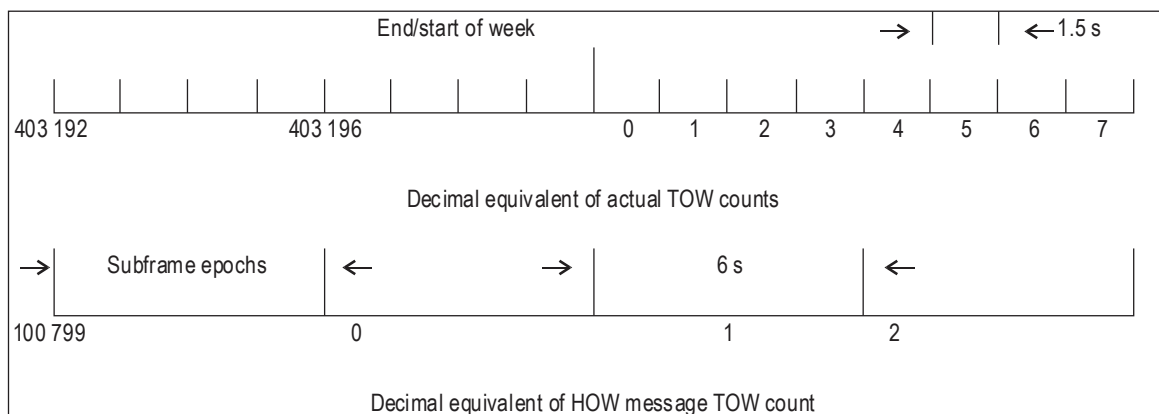 End/start of week → ← 1.5 s
403 192 403 196 0 1 2 3 4 5 6 7
Decimal equivalent of actual TOW counts
→ Subframe epochs ← → 6 s ←
100 799 0 1 2
Decimal equivalent of HOW message TOW count